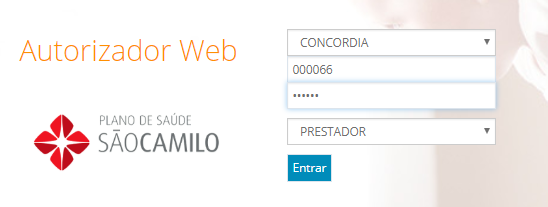 Autorizador Web
PLANO DE SAÚDE
SÃOCAMILO
CONCORDIA
000066
••••••
PRESTADOR
Entrar